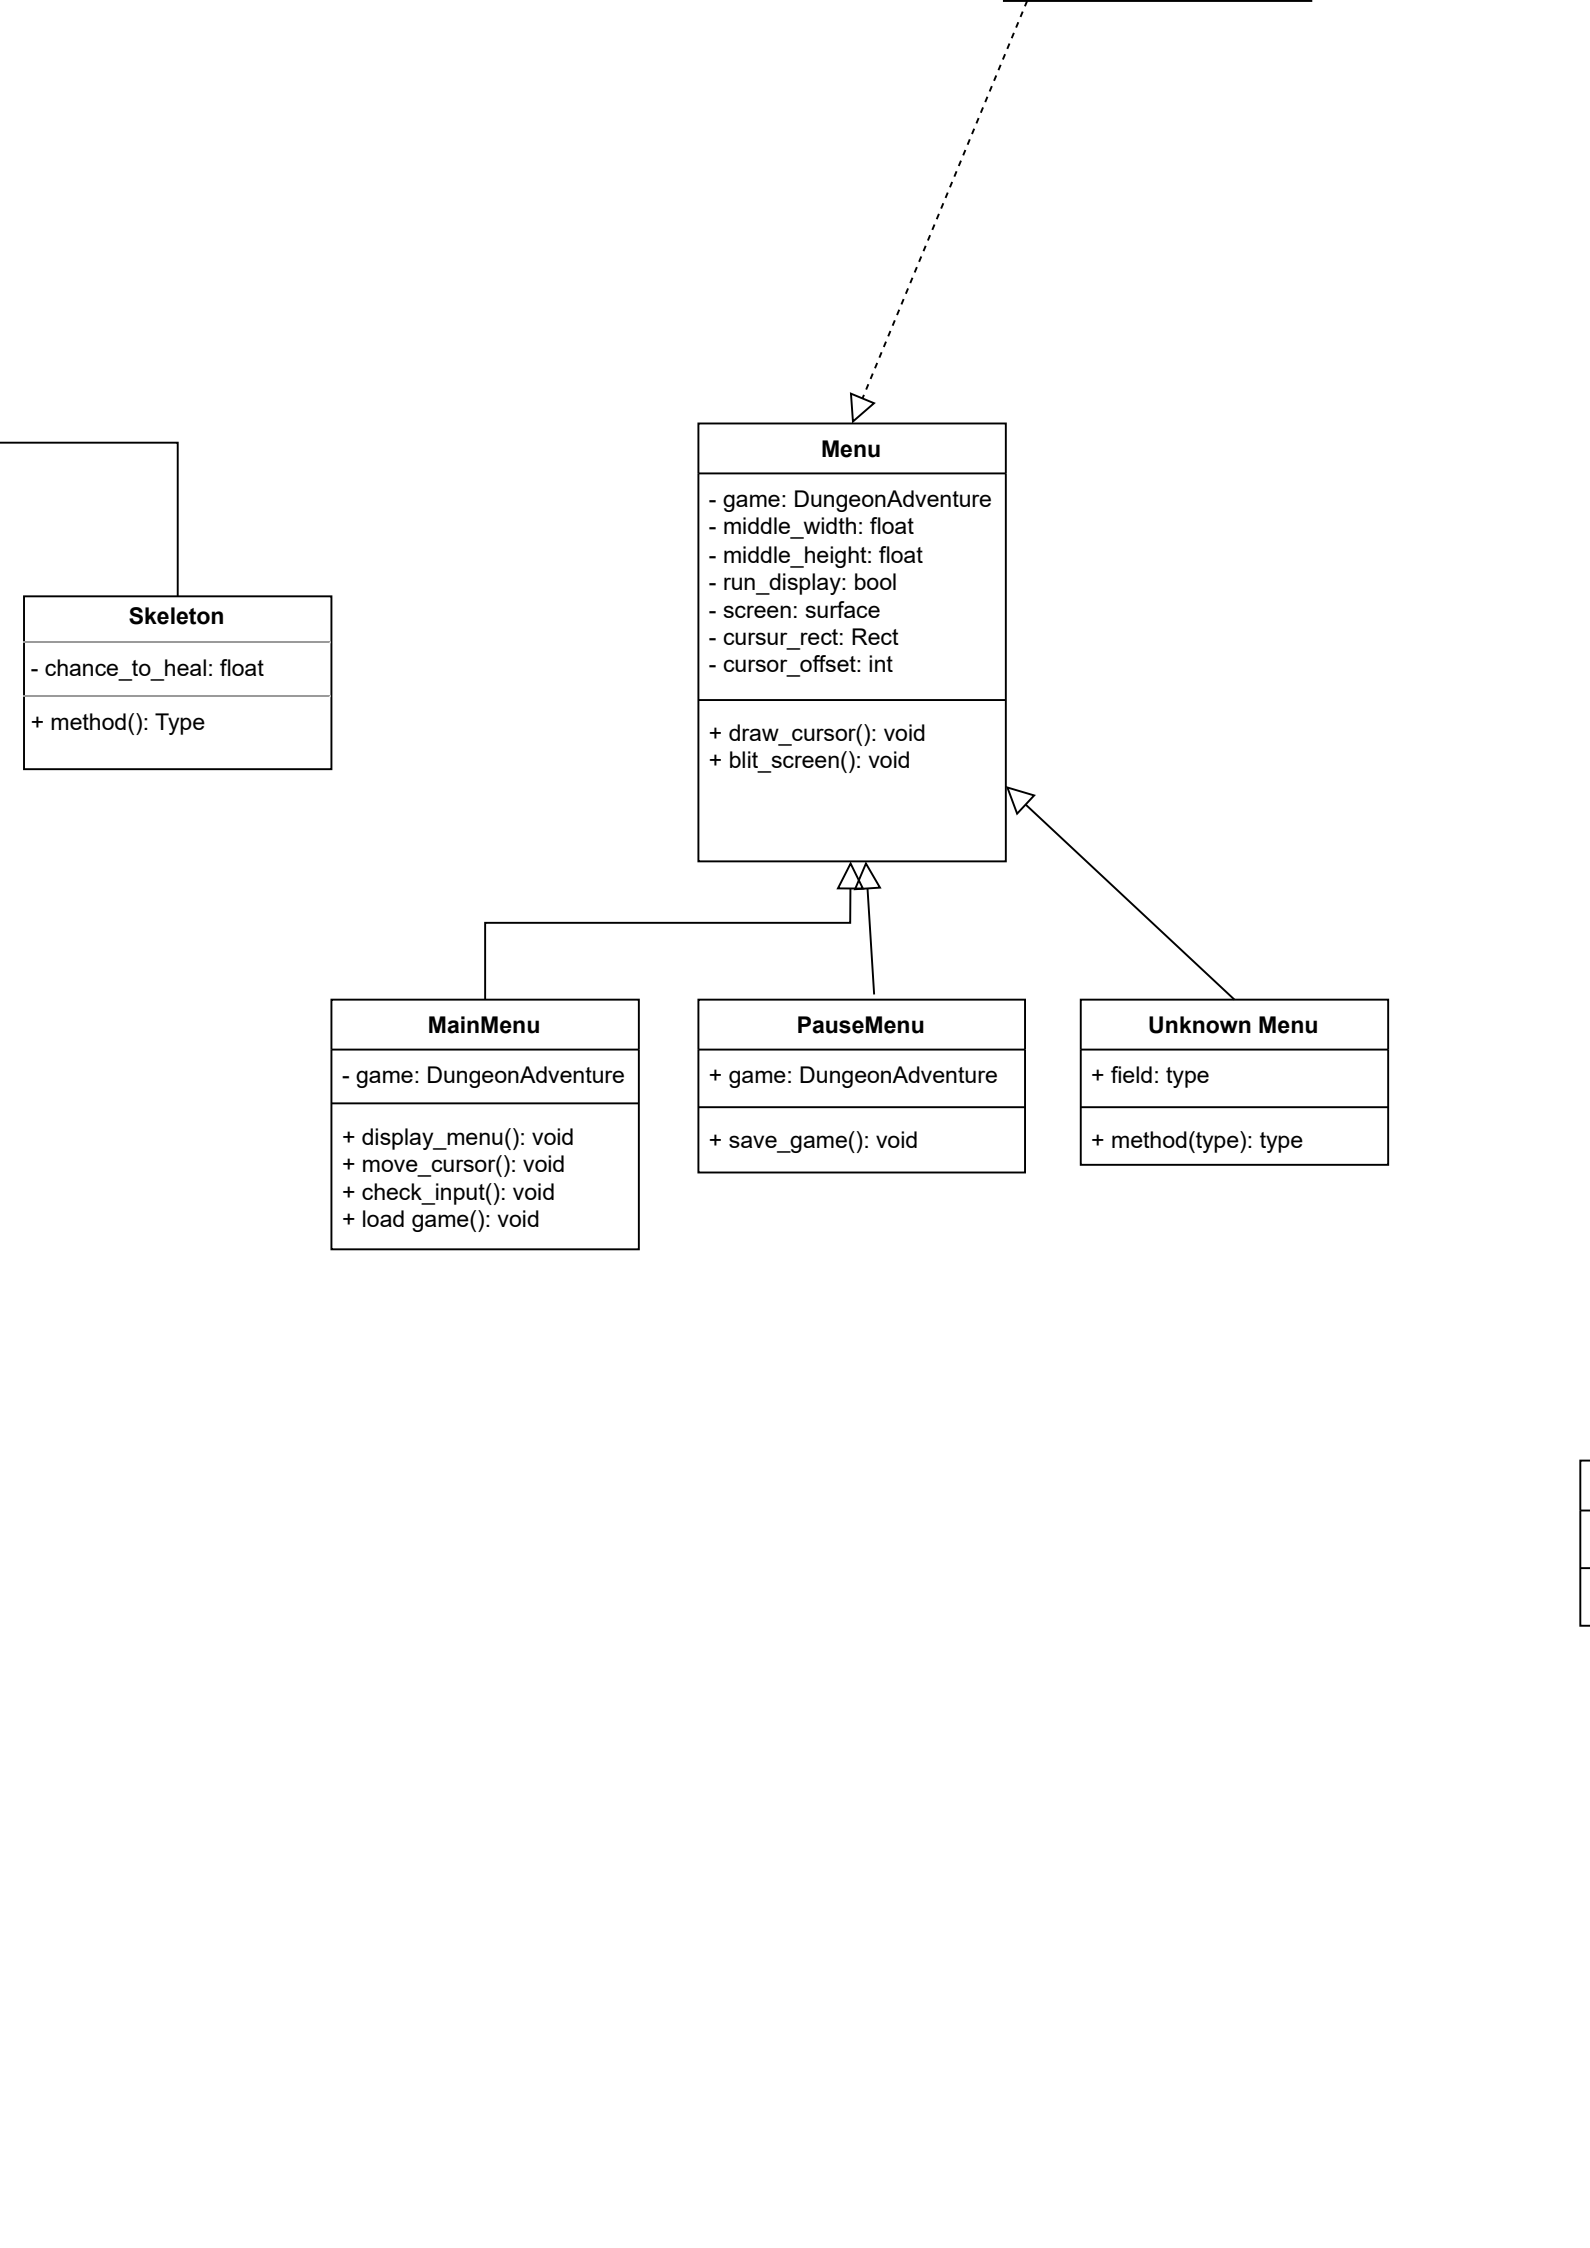 Menu
- game: DungeonAdventure
- middle_width: float
- middle_height: float
- run_display: bool
- screen: surface
- cursur_rect: Rect
- cursor_offset: int
+ draw_cursor(): void
+ blit_screen(): void
Skeleton
- chance_to_heal: float
+ method(): Type
MainMenu
- game: DungeonAdventure
+ display_menu(): void
+ move_cursor(): void
+ check_input(): void
+ load game(): void
PauseMenu
+ game: DungeonAdventure
+ save_game(): void
Unknown Menu
+ field: type
+ method(type): type